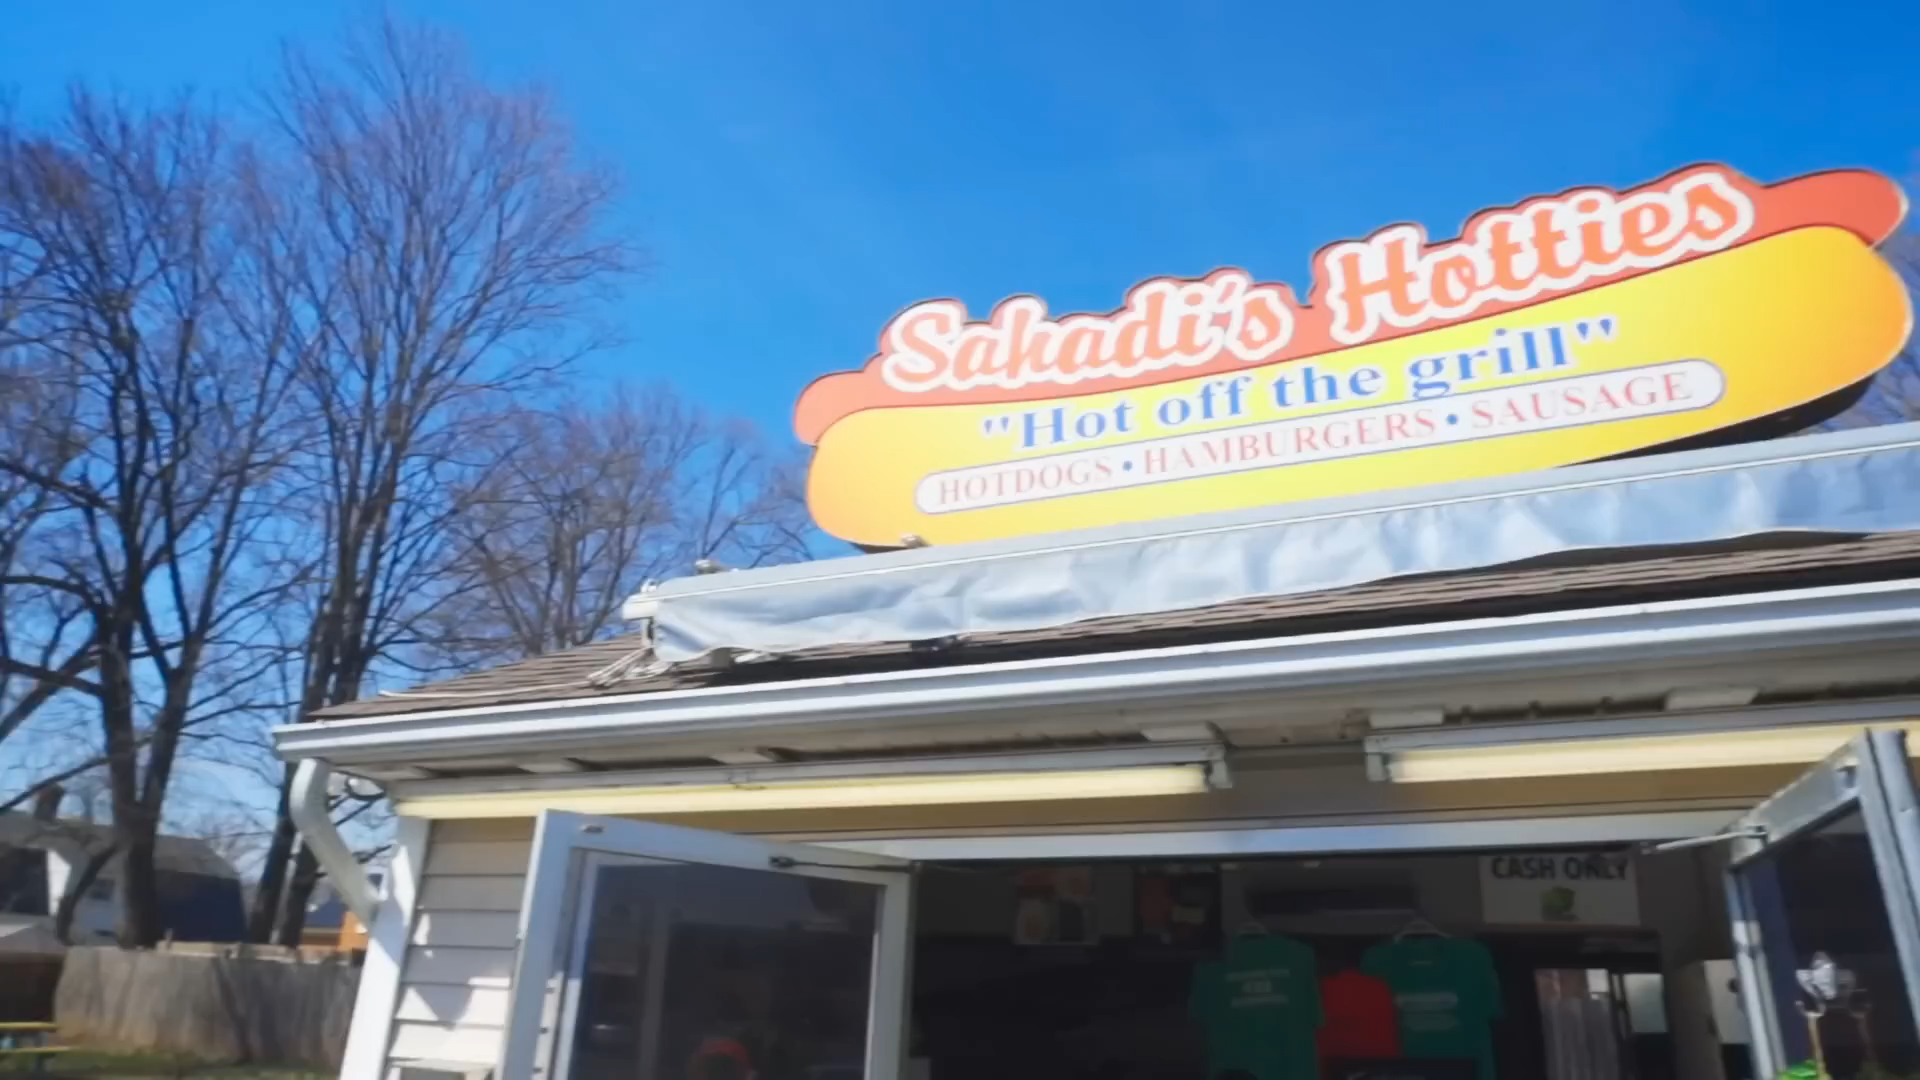 Sahadi's Hotties
"Hot off the grill"
HOTDOGS • HAMBURGERS • SAUSAGE
CASH ONLY